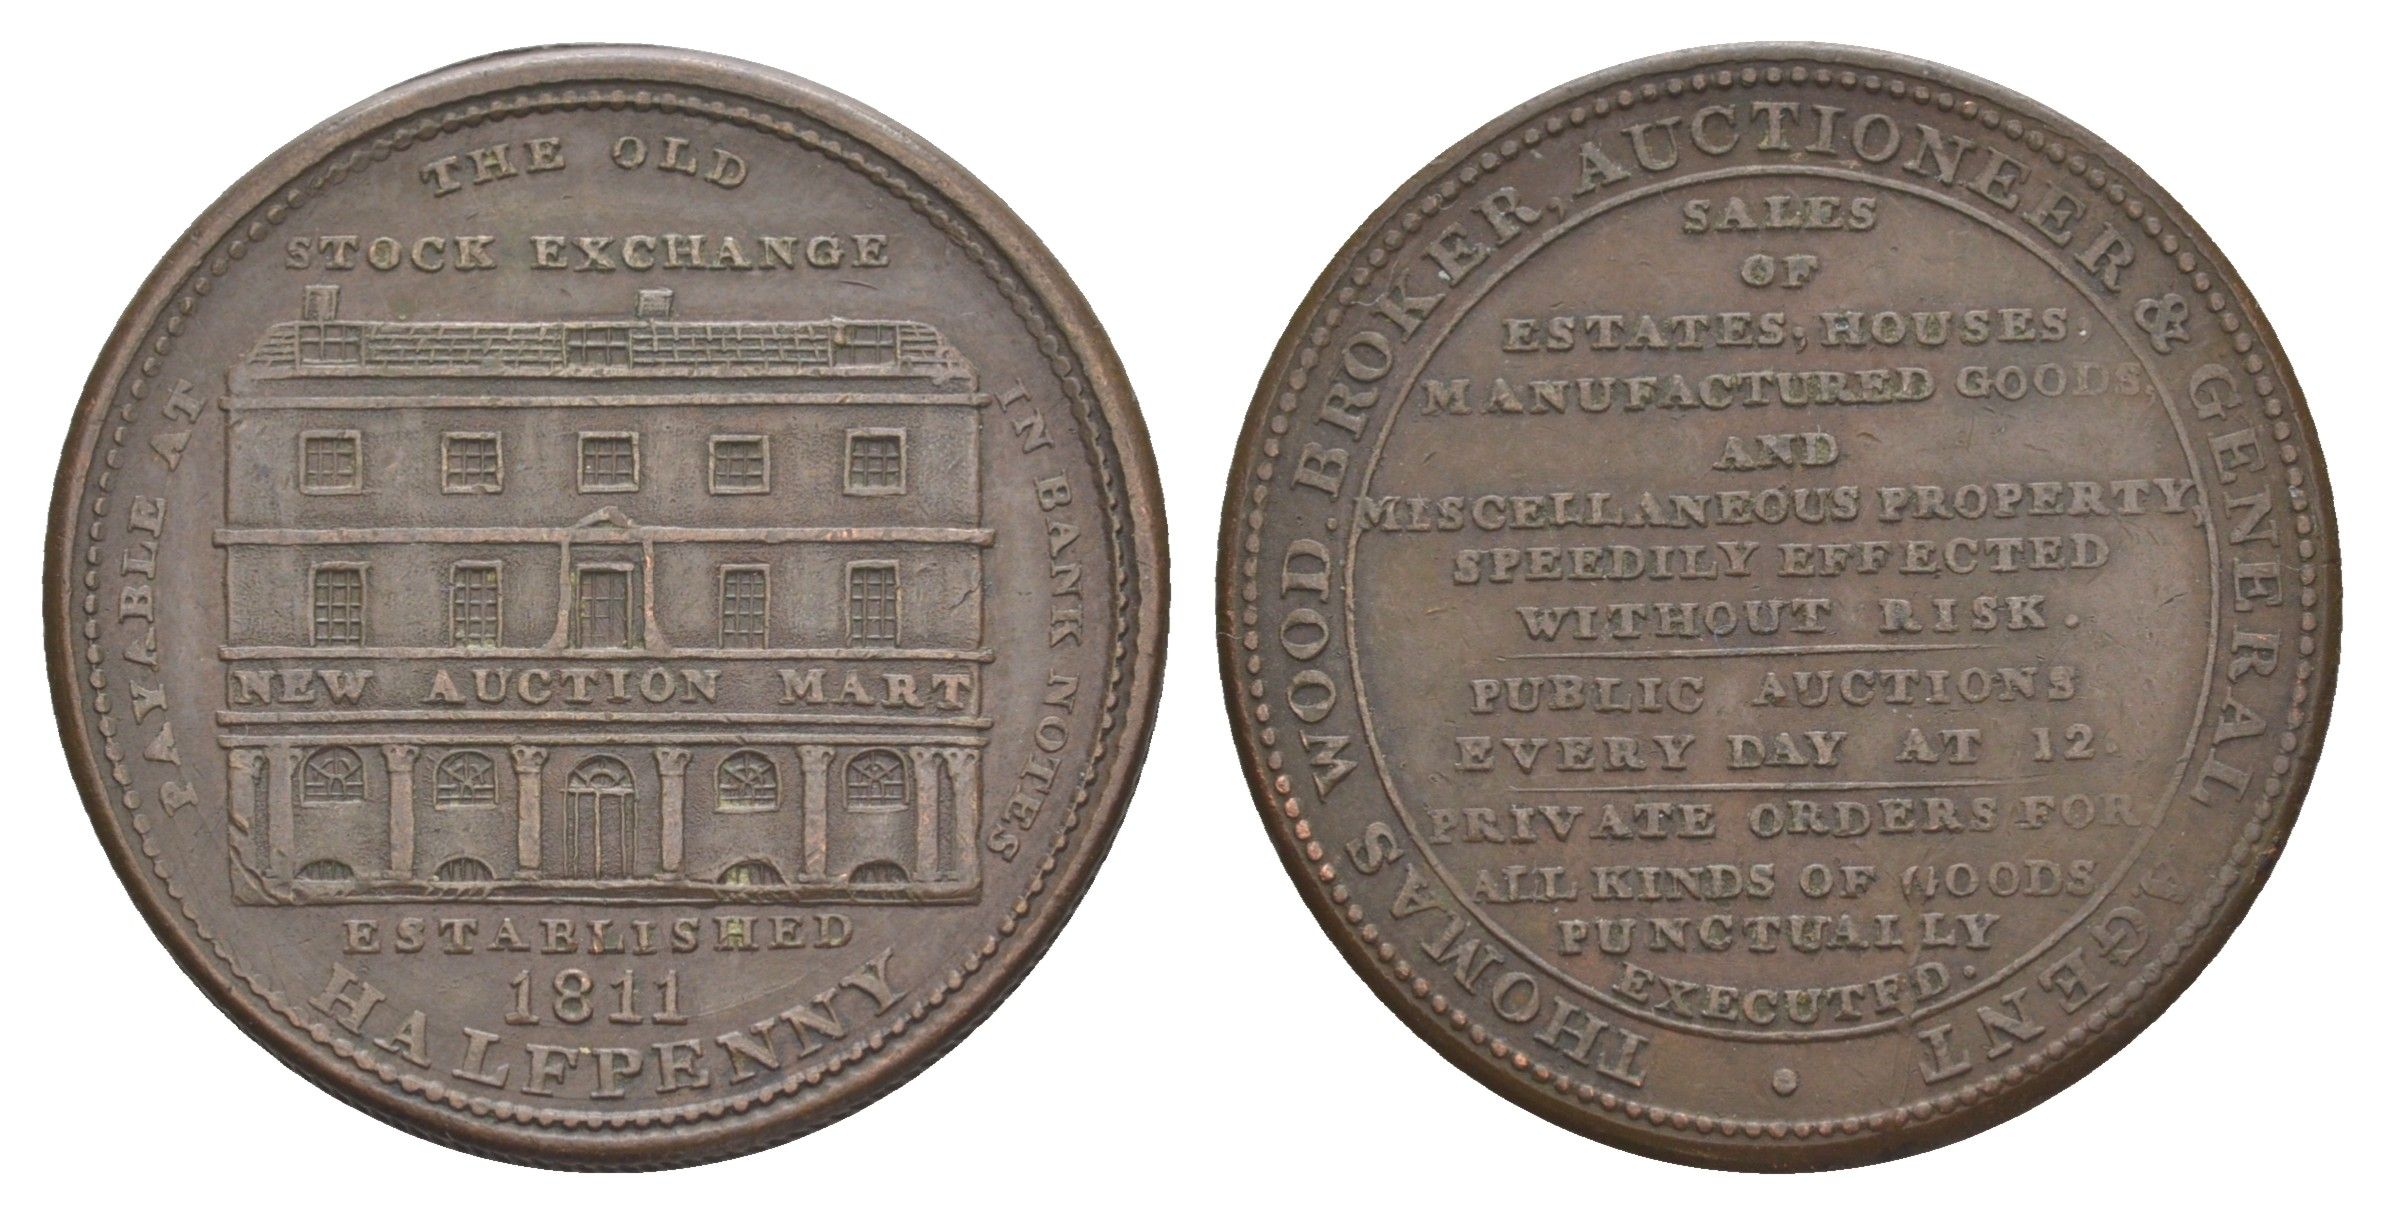 THE OLD
STOCK EXCHANGE
PAYABLE AT
IN BANK NOTES
NEW AUCTION MART
ESTABLISHED
1811
HALFPENNY
THOMAS WOOD. BROKER, AUCTIONEER & GENERAL AGENT
SALES
OF
ESTATES, HOUSES.
MANUFACTURED GOODS,
AND
MISCELLANEOUS PROPERTY,
SPEEDILY EFFECTED
WITHOUT RISK.
PUBLIC AUCTIONS
EVERY DAY AT 12.
PRIVATE ORDERS FOR
ALL KINDS OF GOODS
PUNCTUALLY
EXECUTED.